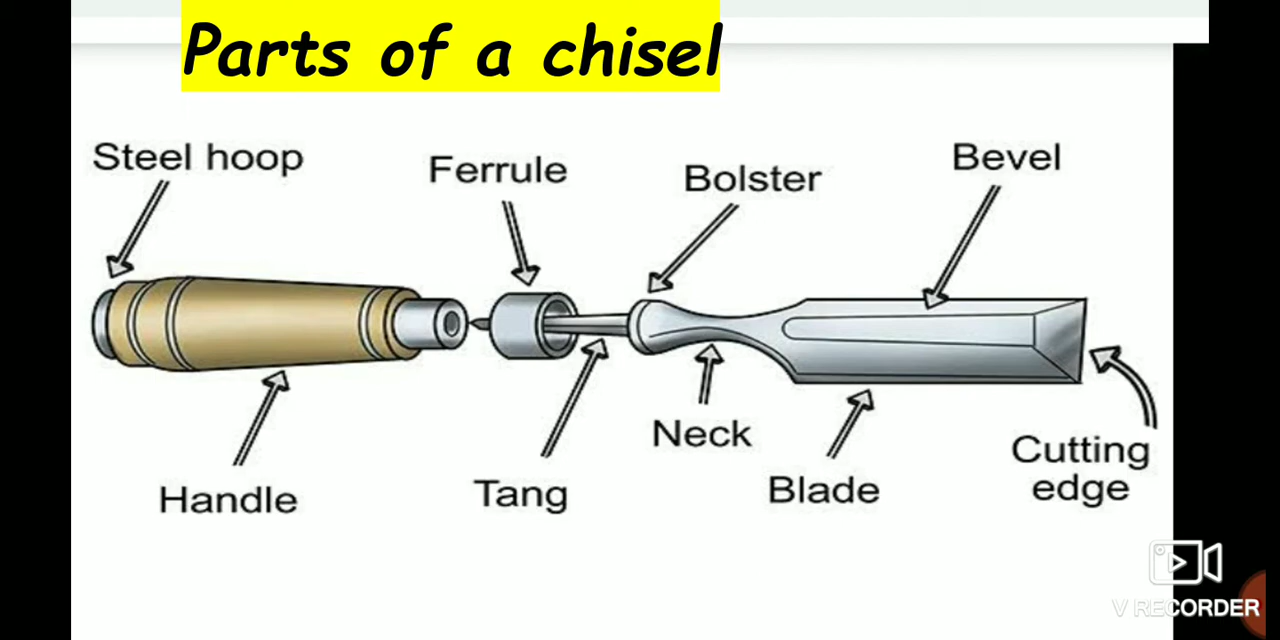 Parts of a chisel
Steel hoop
Ferrule
Bolster
Bevel
Handle
Tang
Neck
Blade
Cutting
edge
V RECORDER